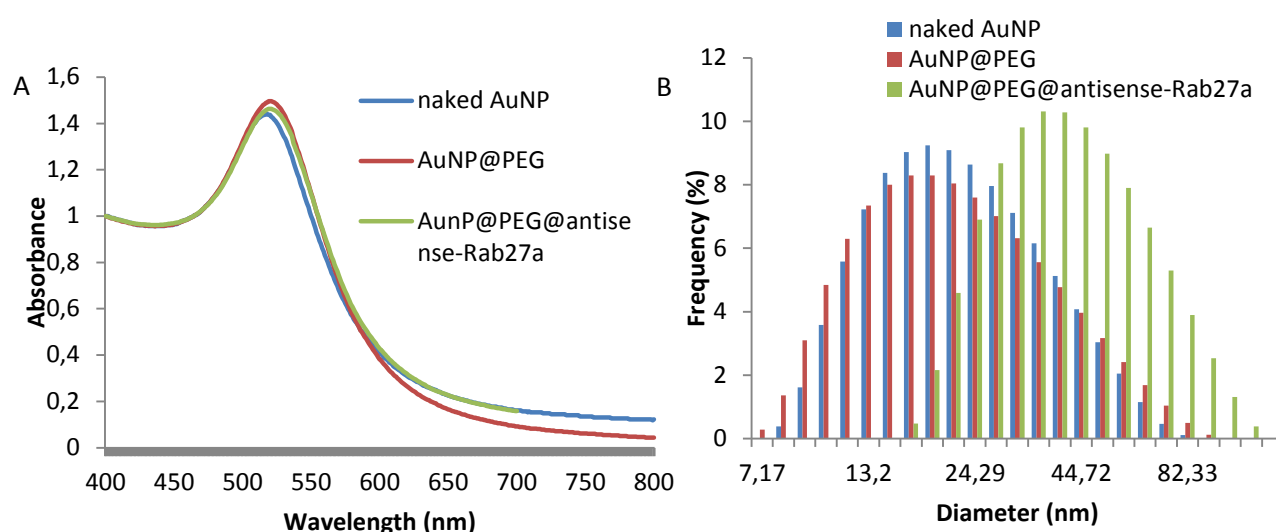 A
1,6
1,4
1,2
1
0,8
0,6
0,4
0,2
0
Absorbance
400 450 500 550 600 650 700 750 800
Wavelength (nm)
naked AuNP
AuNP@PEG
AunP@PEG@antise
nse-Rab27a
B
naked AuNP
AuNP@PEG
AuNP@PEG@antisense-Rab27a
12
10
8
6
4
2
0
Frequency (%)
7,17 13,2 24,29 44,72 82,33
Diameter (nm)